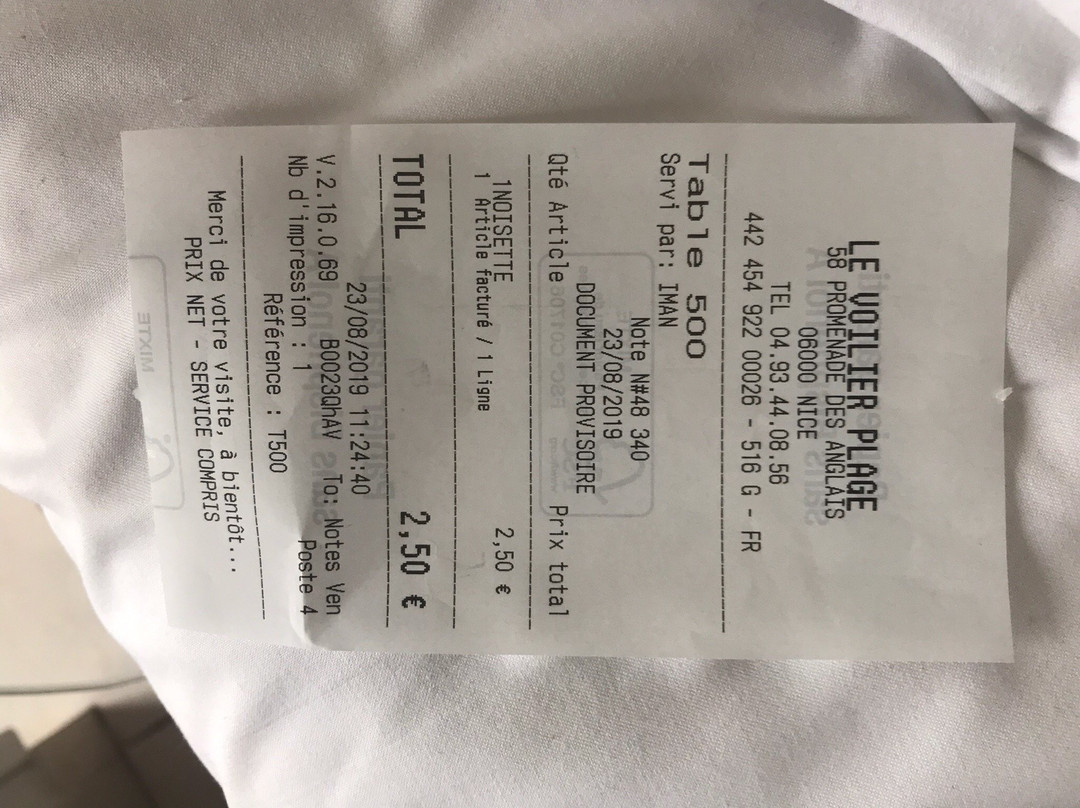 LE VOILIER PLAGE
58 PROMENADE DES ANGLAIS
06000 NICE
TEL 04.93.44.08.56
442 454 922 00026 - 516 G - FR
Table 500
Servi par: IMAN
Note N#48 340
23/08/2019
DOCUMENT PROVISOIRE
Qté Article Prix total
1NOISETTE 2,50 €
1 Article facturé / 1 Ligne
TOTAL 2,50 €
23/08/2019 11:24:40
V.2.16.0.69 B0023QhAV To: Notes Ven
Nb d'impression : 1 Poste 4
Référence : T500
Merci de votre visite, à bientôt...
PRIX NET - SERVICE COMPRIS
MIXTE